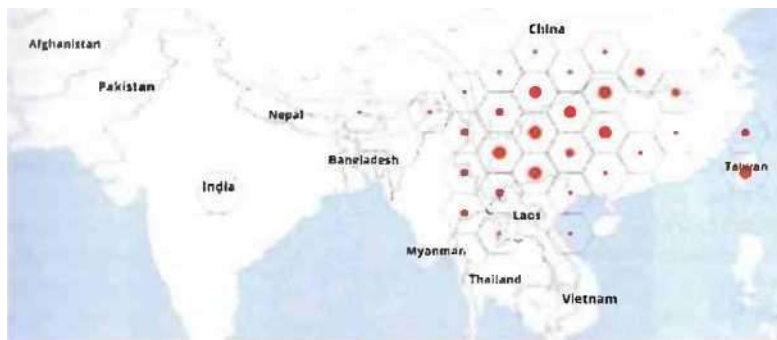 China
Afghanistan
Pakistan
Nepal
Bangladesh
Taiwan
India
Laos
Myanmar
Thailand
Vietnam